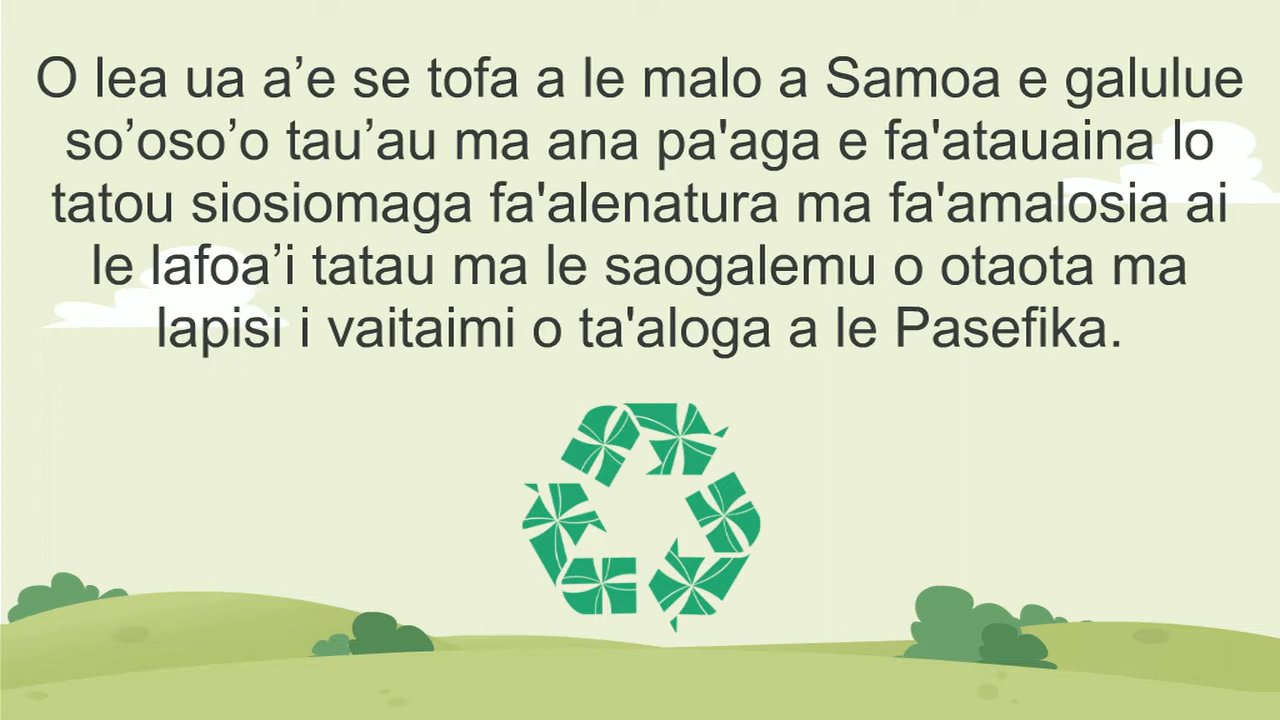 O lea ua a’e se tofa a le malo a Samoa e galulue
so’oso’o tau’au ma ana pa'aga e fa'atauaina lo
tatou siosiomaga fa'alenatura ma fa'amalosia ai
le lafoa’i tatau ma le saogalemu o otaota ma
lapisi i vaitaimi o ta'aloga a le Pasefika.